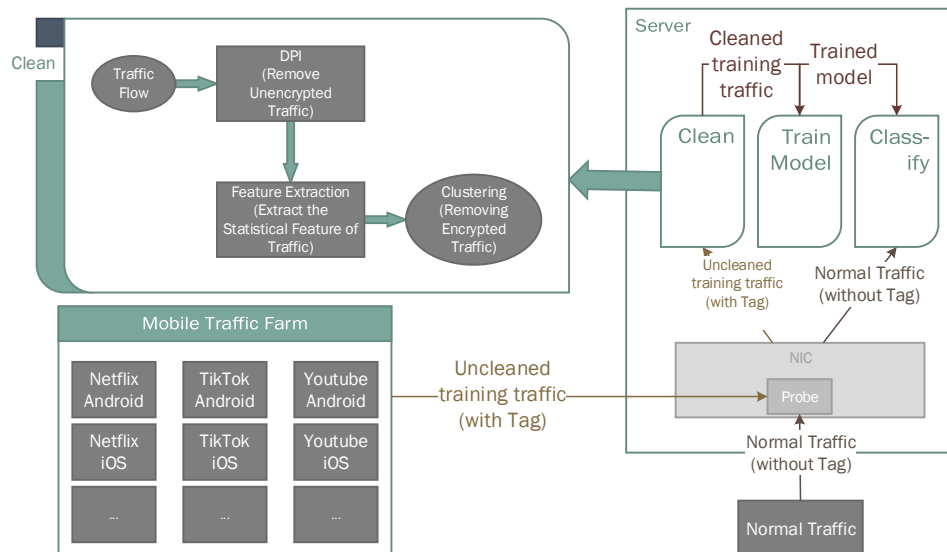 Clean
Traffic
Flow
DPI
(Remove
Unencrypted
Traffic)
Feature Extraction
(Extract the
Statistical Feature of
Traffic)
Clustering
(Removing
Encrypted
Traffic)
Server
Cleaned
training
traffic
Trained
model
Clean
Train
Model
Class-
ify
Uncleaned
training traffic
(with Tag)
Normal Traffic
(without Tag)
NIC
Probe
Normal Traffic
(without Tag)
Normal Traffic
Mobile Traffic Farm
Netflix
Android
TikTok
Android
Youtube
Android
Netflix
iOS
TikTok
iOS
Youtube
iOS
...
...
...
Uncleaned
training traffic
(with Tag)